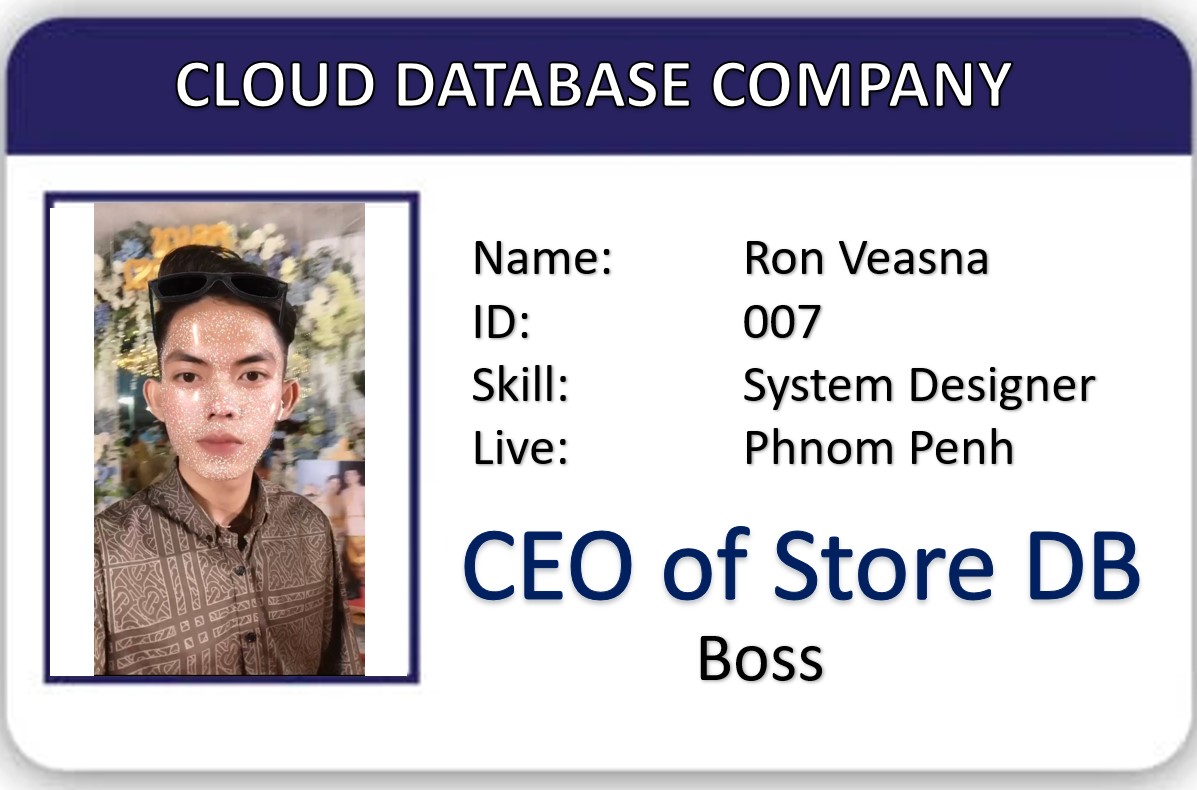 CLOUD DATABASE COMPANY
Name: Ron Veasna
ID: 007
Skill: System Designer
Live: Phnom Penh
CEO of Store DB
Boss